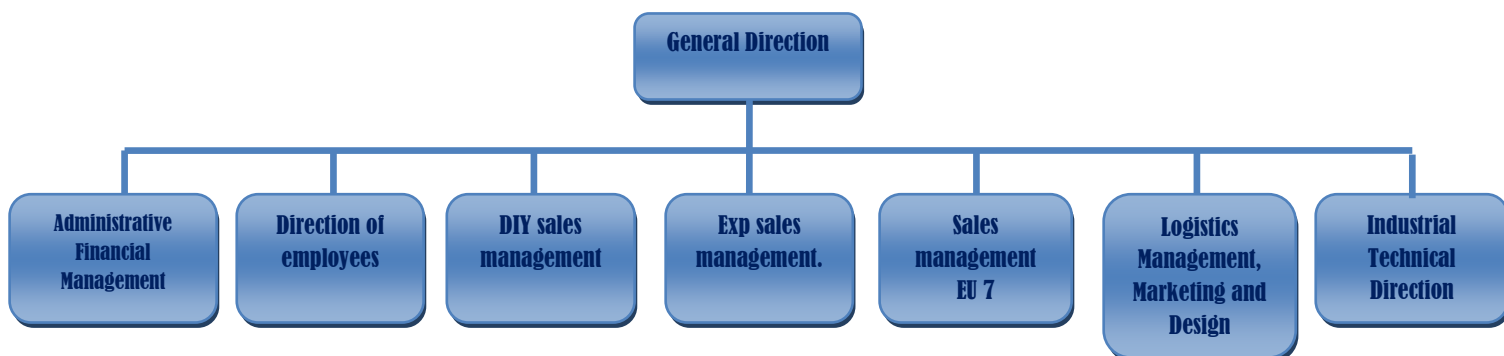 General Direction
Administrative
Financial
Management
Direction of
employees
DIY sales
management
Exp sales
management.
Sales
management
EU 7
Logistics
Management,
Marketing and
Design
Industrial
Technical
Direction